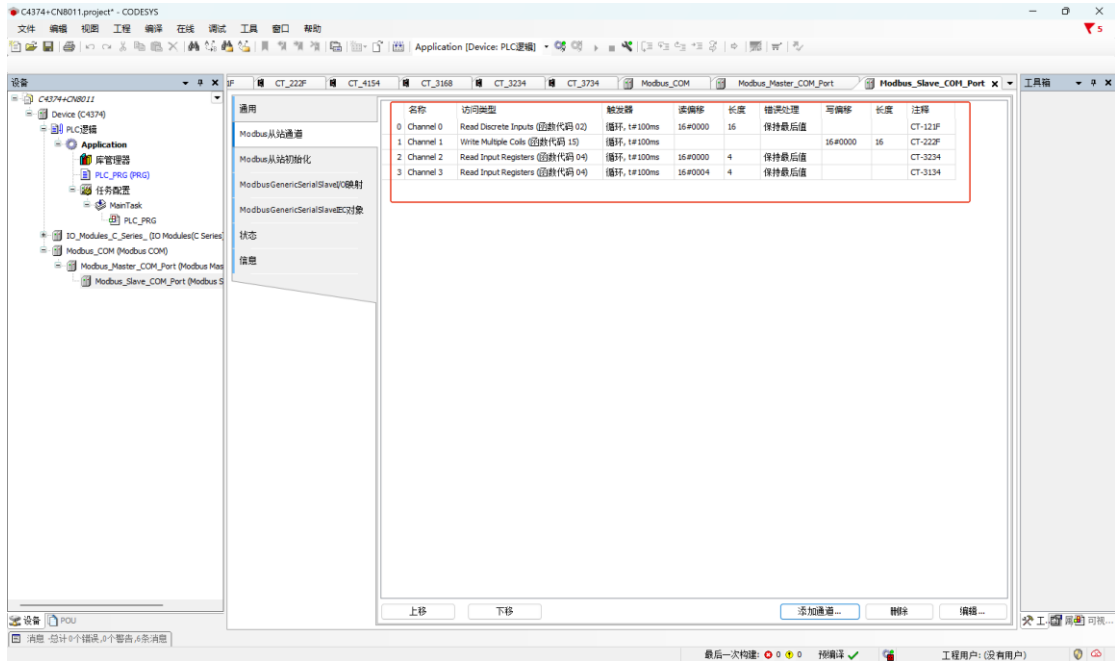 C4374+CN8011.project* - CODESYS
文件 编辑 视图 工程 编译 在线 调试 工具 窗口 帮助
5
Application [Device: PLC逻辑]
设备
1F CT_222F CT_4154 CT_3168 CT_3234 CT_3734 Modbus_COM Modbus_Master_COM_Port Modbus_Slave_COM_Port
工具箱
C4374+CN8011
Device (C4374)
PLC逻辑
Application
库管理器
PLC_PRG (PRG)
任务配置
MainTask
PLC_PRG
IO_Modules_C_Series_ (IO Modules(C Series
Modbus_COM (Modbus COM)
Modbus_Master_COM_Port (Modbus Mas
Modbus_Slave_COM_Port (Modbus S
通用
Modbus从站通道
Modbus从站初始化
ModbusGenericSerialSlaveI/O映射
ModbusGenericSerialSlaveIEC对象
状态
信息
名称 访问类型 触发器 读偏移 长度 错误处理 写偏移 长度 注释
0 Channel 0 Read Discrete Inputs (函数代码 02) 循环, t#100ms 16#0000 16 保持最后值 CT-121F
1 Channel 1 Write Multiple Coils (函数代码 15) 循环, t#100ms 16#0000 16 CT-222F
2 Channel 2 Read Input Registers (函数代码 04) 循环, t#100ms 16#0000 4 保持最后值 CT-3234
3 Channel 3 Read Input Registers (函数代码 04) 循环, t#100ms 16#0004 4 保持最后值 CT-3134
上移 下移 添加通道... 删除 编辑...
设备 POU
工. 属 可视...
消息 -总计0个错误,0个警告,6条消息
最后一次构建: 0 0 预编译 工程用户: (没有用户)